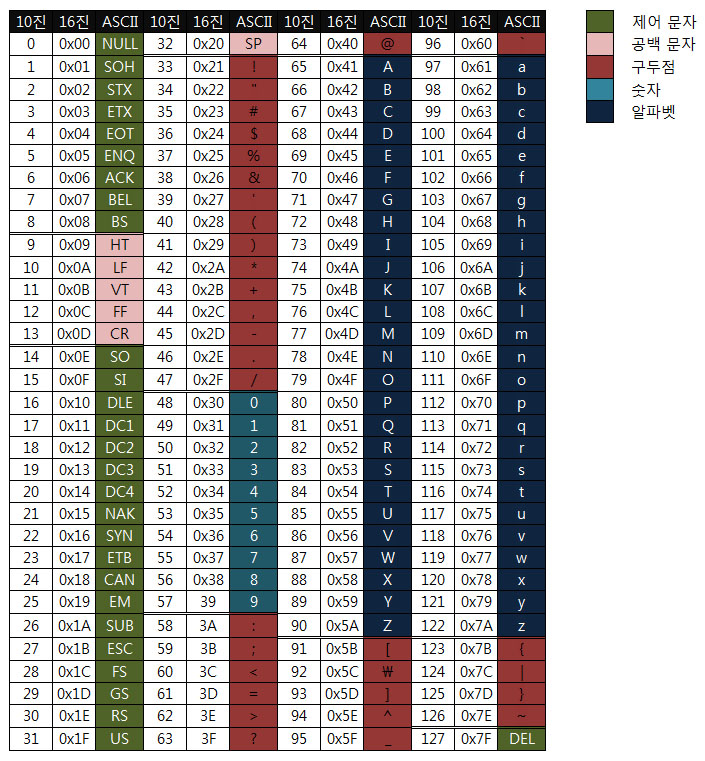 10진 16진 ASCII 10진 16진 ASCII 10진 16진 ASCII 10진 16진 ASCII 제어 문자
0 0x00 NULL 32 0x20 SP 64 0x40 @ 96 0x60 ` 공백 문자
1 0x01 SOH 33 0x21 ! 65 0x41 A 97 0x61 a 구두점
2 0x02 STX 34 0x22 " 66 0x42 B 98 0x62 b 숫자
3 0x03 ETX 35 0x23 # 67 0x43 C 99 0x63 c 알파벳
4 0x04 EOT 36 0x24 $ 68 0x44 D 100 0x64 d
5 0x05 ENQ 37 0x25 % 69 0x45 E 101 0x65 e
6 0x06 ACK 38 0x26 & 70 0x46 F 102 0x66 f
7 0x07 BEL 39 0x27 ' 71 0x47 G 103 0x67 g
8 0x08 BS 40 0x28 ( 72 0x48 H 104 0x68 h
9 0x09 HT 41 0x29 ) 73 0x49 I 105 0x69 i
10 0x0A LF 42 0x2A * 74 0x4A J 106 0x6A j
11 0x0B VT 43 0x2B + 75 0x4B K 107 0x6B k
12 0x0C FF 44 0x2C , 76 0x4C L 108 0x6C l
13 0x0D CR 45 0x2D - 77 0x4D M 109 0x6D m
14 0x0E SO 46 0x2E . 78 0x4E N 110 0x6E n
15 0x0F SI 47 0x2F / 79 0x4F O 111 0x6F o
16 0x10 DLE 48 0x30 0 80 0x50 P 112 0x70 p
17 0x11 DC1 49 0x31 1 81 0x51 Q 113 0x71 q
18 0x12 DC2 50 0x32 2 82 0x52 R 114 0x72 r
19 0x13 DC3 51 0x33 3 83 0x53 S 115 0x73 s
20 0x14 DC4 52 0x34 4 84 0x54 T 116 0x74 t
21 0x15 NAK 53 0x35 5 85 0x55 U 117 0x75 u
22 0x16 SYN 54 0x36 6 86 0x56 V 118 0x76 v
23 0x17 ETB 55 0x37 7 87 0x57 W 119 0x77 w
24 0x18 CAN 56 0x38 8 88 0x58 X 120 0x78 x
25 0x19 EM 57 39 9 89 0x59 Y 121 0x79 y
26 0x1A SUB 58 3A : 90 0x5A Z 122 0x7A z
27 0x1B ESC 59 3B ; 91 0x5B [ 123 0x7B {
28 0x1C FS 60 3C < 92 0x5C ₩ 124 0x7C |
29 0x1D GS 61 3D = 93 0x5D ] 125 0x7D }
30 0x1E RS 62 3E > 94 0x5E ^ 126 0x7E ~
31 0x1F US 63 3F ? 95 0x5F _ 127 0x7F DEL